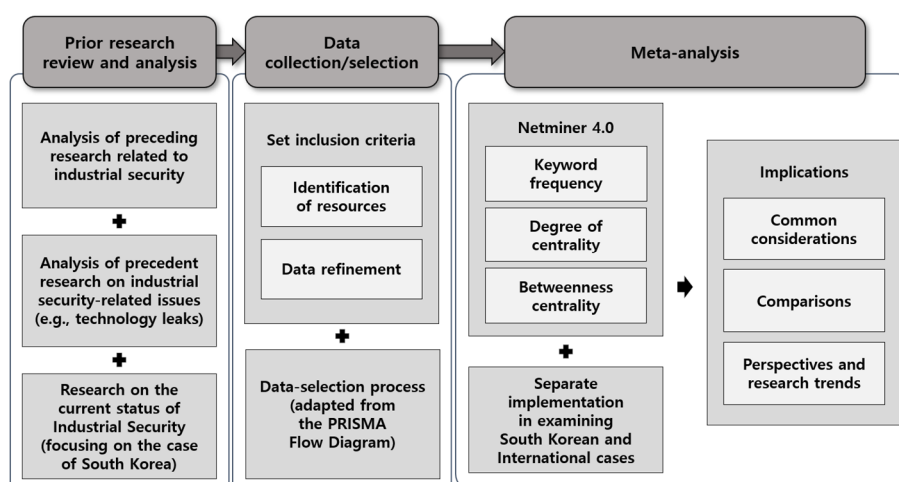 Prior research
review and analysis
Data
collection/selection
Meta-analysis
Analysis of preceding
research related to
industrial security
Analysis of precedent
research on industrial
security-related issues
(e.g., technology leaks)
Research on the
current status of
Industrial Security
(focusing on the case
of South Korea)
Set inclusion criteria
Identification
of resources
Data refinement
Data-selection process
(adapted from
the PRISMA
Flow Diagram)
Netminer 4.0
Keyword
frequency
Degree of
centrality
Betweenness
centrality
Separate
implementation
in examining
South Korean and
International cases
Implications
Common
considerations
Comparisons
Perspectives and
research trends